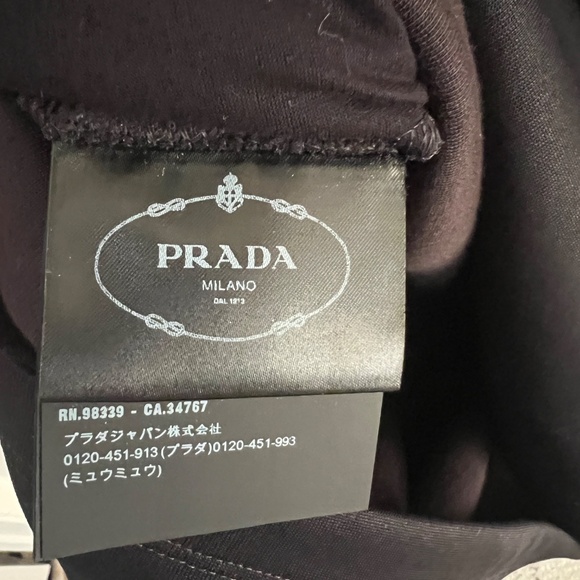 PRADA
MILANO
DAL 1913
RN.98339 - CA.34767
プラダジャパン株式会社
0120-451-913(プラダ)0120-451-993
(ミュウミュウ)